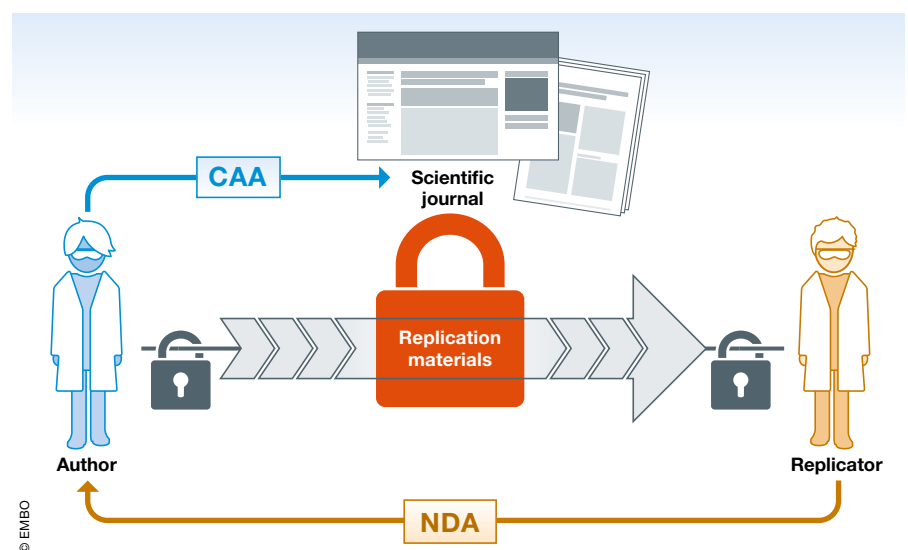 CAA
Scientific
journal
Replication
materials
Author
Replicator
NDA
© EMBO